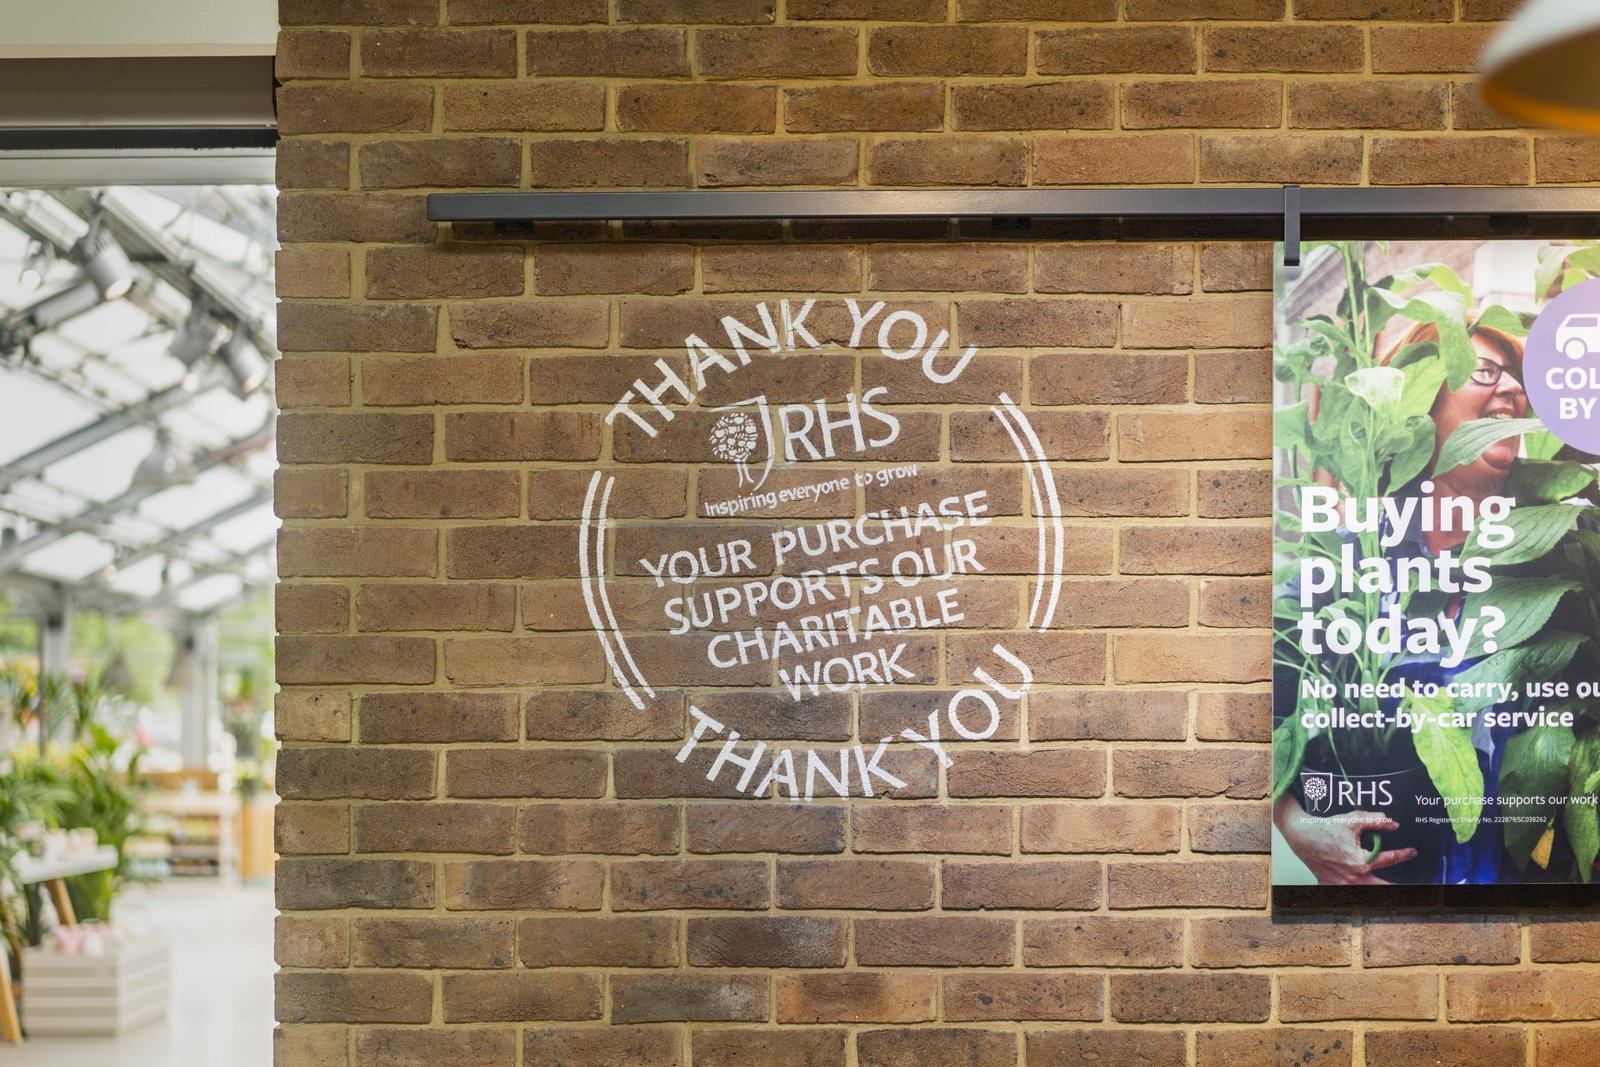 THANK YOU
RHS
Inspiring everyone to grow
YOUR PURCHASE
SUPPORTS OUR
CHARITABLE
WORK
THANK YOU
COL
BY
Buying
plants
today?
No need to carry, use ou
collect-by-car service
RHS
Inspiring everyone to grow
Your purchase supports our work
RHS Registered Charity No. 222879/SC038262